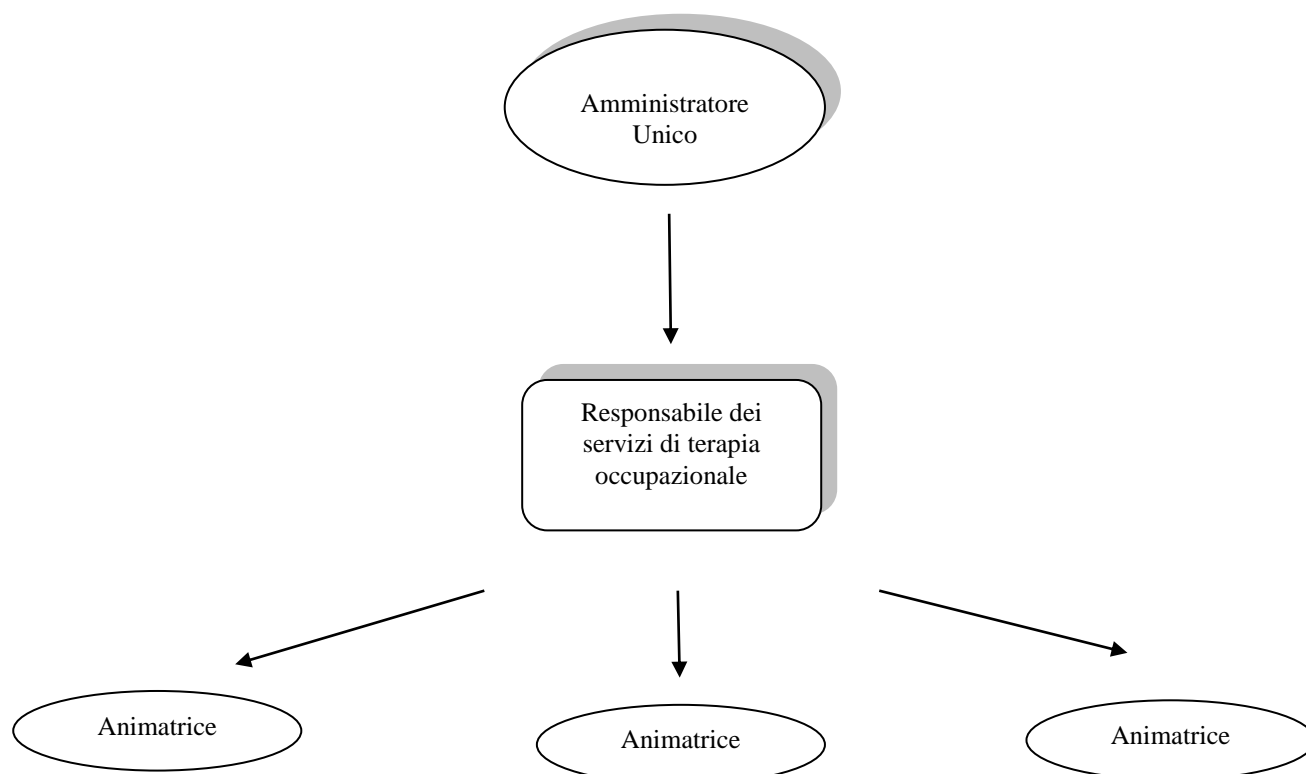 Amministratore
Unico
Responsabile dei
servizi di terapia
occupazionale
Animatrice
Animatrice
Animatrice